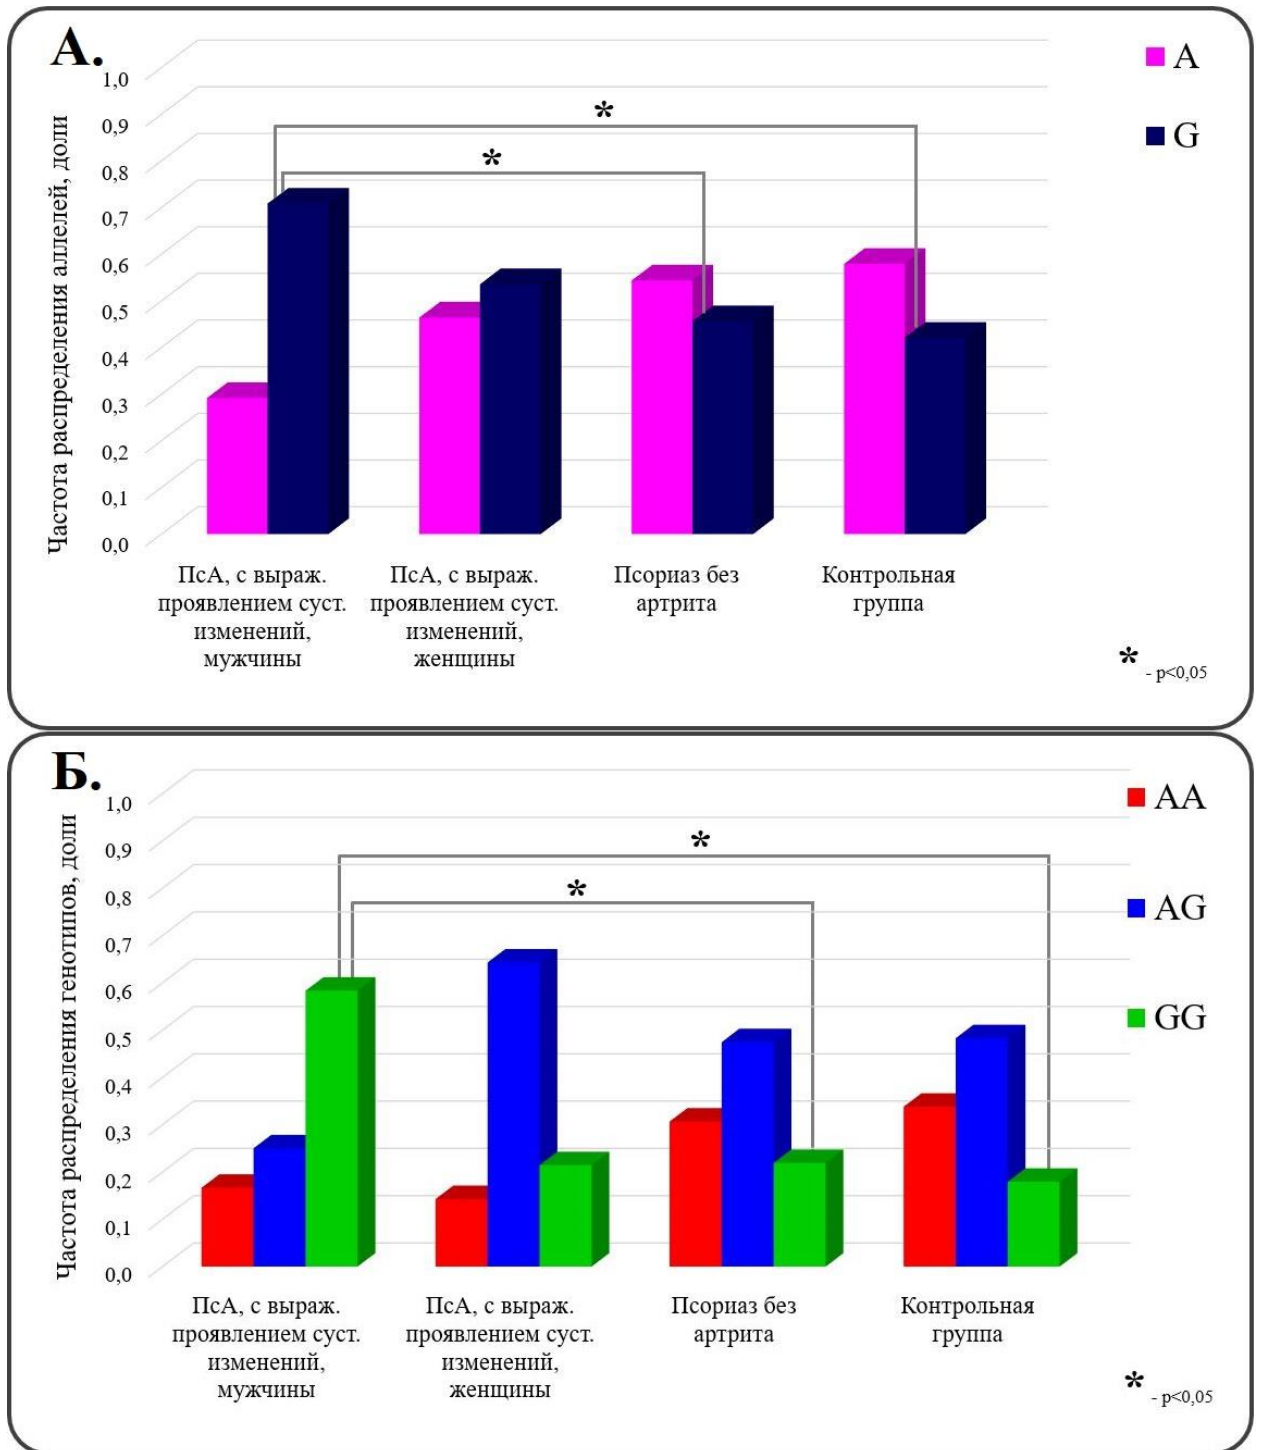 А.
A
G
Частота распределения аллелей, доли
1,0
0,9
0,8
0,7
0,6
0,5
0,4
0,3
0,2
0,1
0,0
*
*
ПсА, с выраж.
проявлением суст.
изменений,
мужчины
ПсА, с выраж.
проявлением суст.
изменений,
женщины
Псориаз без
артрита
Контрольная
группа
* - p<0,05
Б.
AA
AG
GG
Частота распределения генотипов, доли
1,0
0,9
0,8
0,7
0,6
0,5
0,4
0,3
0,2
0,1
0,0
*
*
ПсА, с выраж.
проявлением суст.
изменений,
мужчины
ПсА, с выраж.
проявлением суст.
изменений,
женщины
Псориаз без
артрита
Контрольная
группа
* - p<0,05